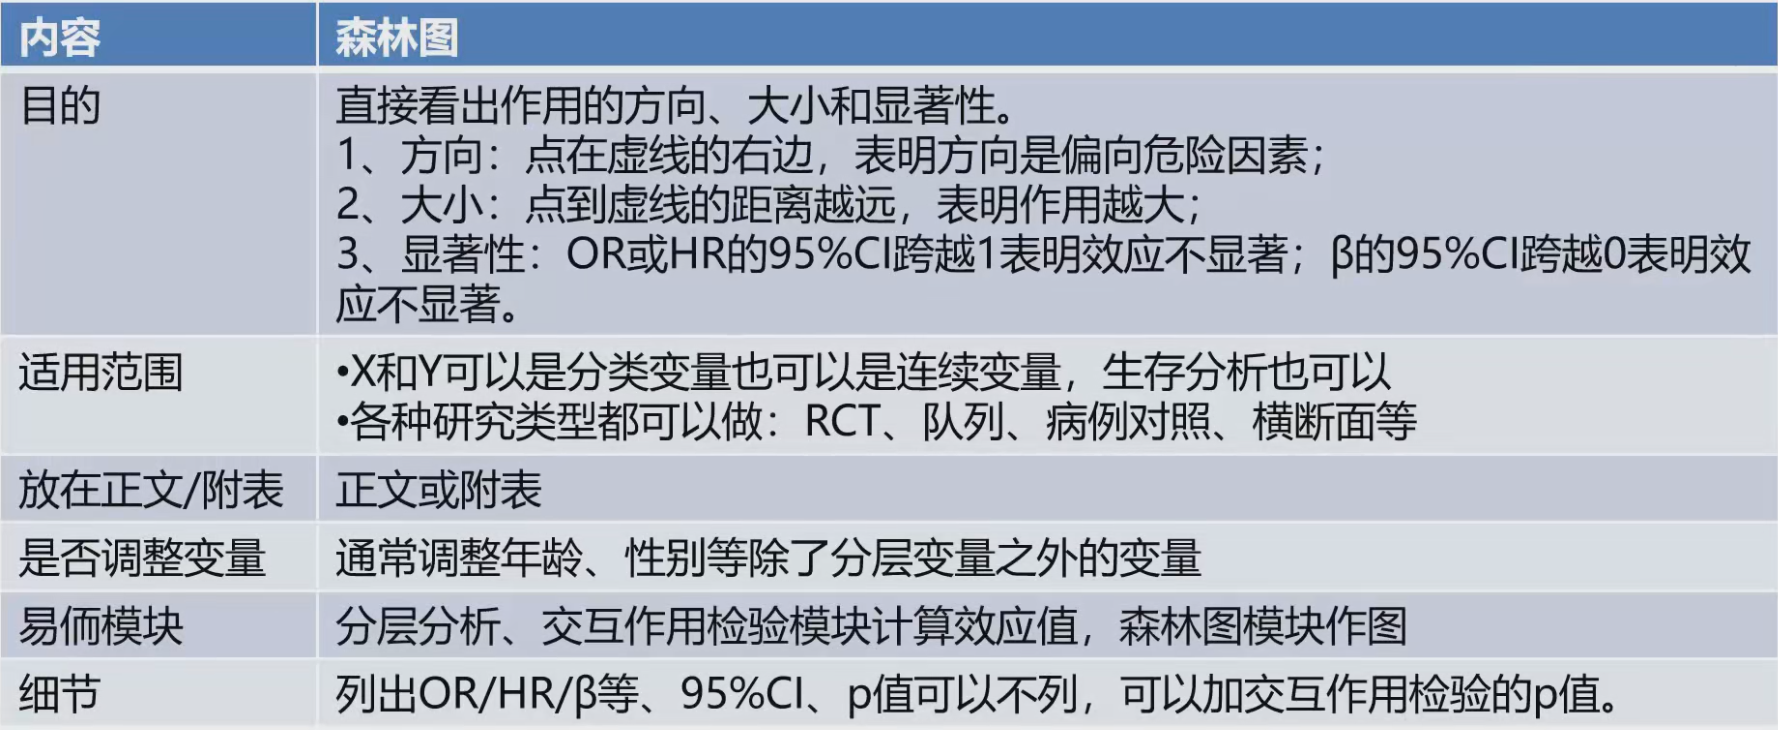 内容
森林图
目的
直接看出作用的方向、大小和显著性。
1、方向：点在虚线的右边，表明方向是偏向危险因素；
2、大小：点到虚线的距离越远，表明作用越大；
3、显著性：OR或HR的95%CI跨越1表明效应不显著；β的95%CI跨越0表明效
应不显著。
适用范围
•X和Y可以是分类变量也可以是连续变量，生存分析也可以
•各种研究类型都可以做：RCT、队列、病例对照、横断面等
放在正文/附表
正文或附表
是否调整变量
通常调整年龄、性别等除了分层变量之外的变量
易侕模块
分层分析、交互作用检验模块计算效应值，森林图模块作图
细节
列出OR/HR/β等、95%CI、p值可以不列，可以加交互作用检验的p值。